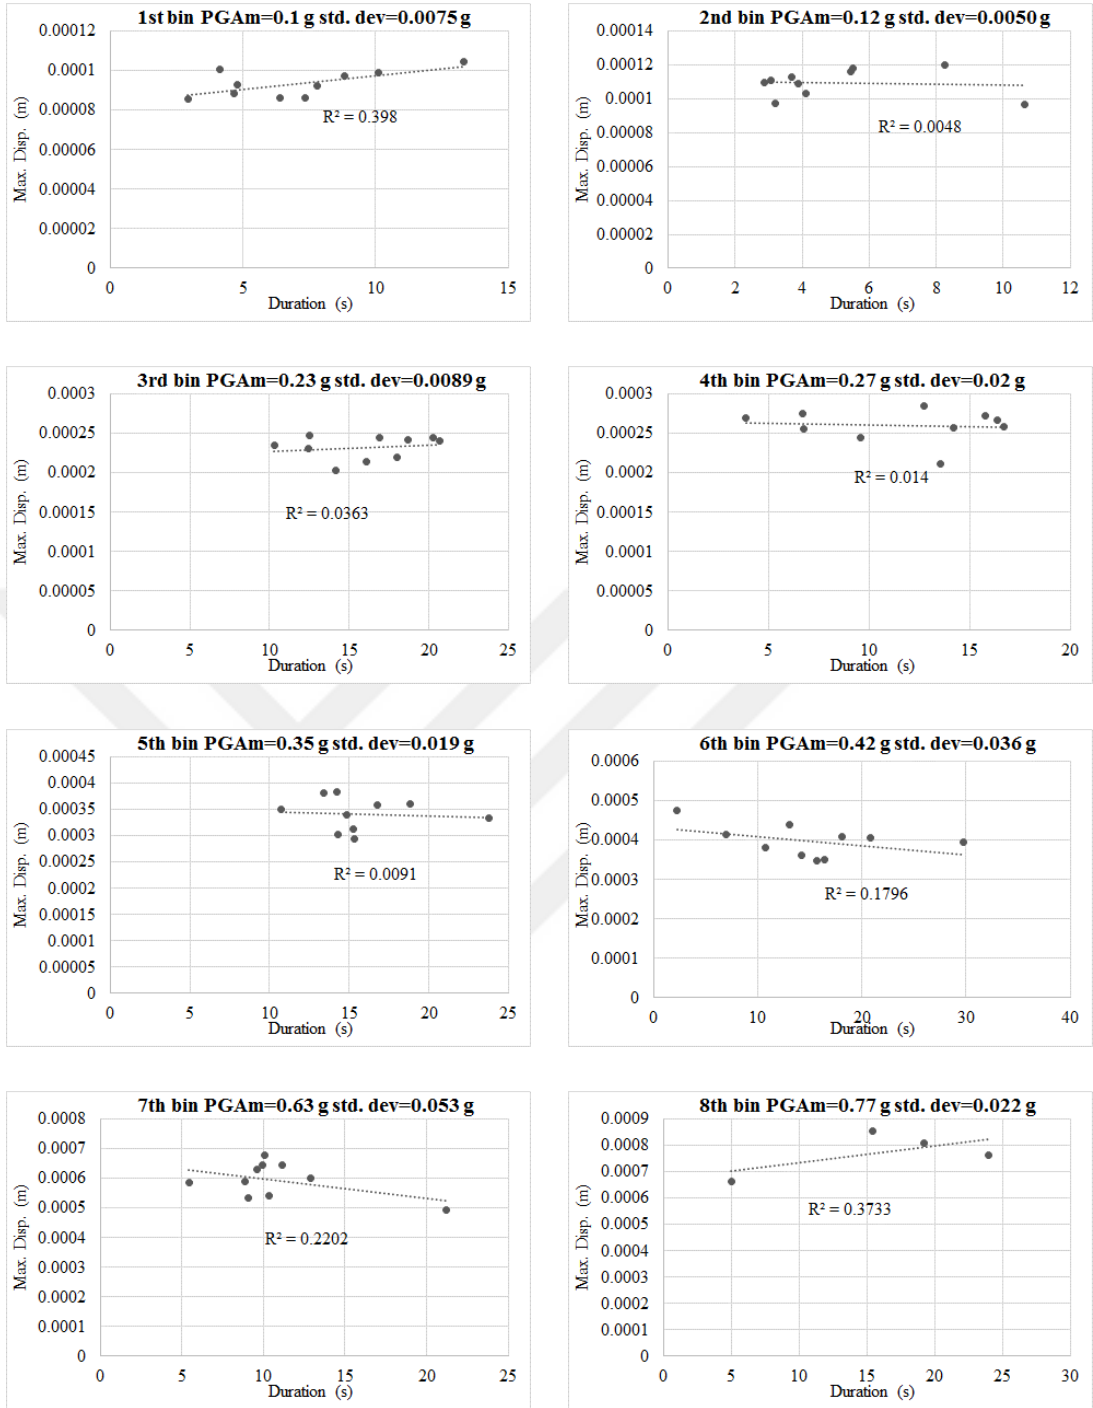 1st bin PGAm=0.1 g std. dev=0.0075 g
0.00012
0.0001
0.00008
0.00006
0.00004
0.00002
0
Max. Disp. (m)
R² = 0.398
0 5 10 15
Duration (s)
2nd bin PGAm=0.12 g std. dev=0.0050 g
0.00014
0.00012
0.0001
0.00008
0.00006
0.00004
0.00002
0
Max. Disp. (m)
R² = 0.0048
0 2 4 6 8 10 12
Duration (s)
3rd bin PGAm=0.23 g std. dev=0.0089 g
0.0003
0.00025
0.0002
0.00015
0.0001
0.00005
0
Max. Disp. (m)
R² = 0.0363
0 5 10 15 20 25
Duration (s)
4th bin PGAm=0.27 g std. dev=0.02 g
0.0003
0.00025
0.0002
0.00015
0.0001
0.00005
0
Max. Disp. (m)
R² = 0.014
0 5 10 15 20
Duration (s)
5th bin PGAm=0.35 g std. dev=0.019 g
0.00045
0.0004
0.00035
0.0003
0.00025
0.0002
0.00015
0.0001
0.00005
0
Max. Disp. (m)
R² = 0.0091
0 5 10 15 20 25
Duration (s)
6th bin PGAm=0.42 g std. dev=0.036 g
0.0006
0.0005
0.0004
0.0003
0.0002
0.0001
0
Max. Disp. (m)
R² = 0.1796
0 10 20 30 40
Duration (s)
7th bin PGAm=0.63 g std. dev=0.053 g
0.0008
0.0007
0.0006
0.0005
0.0004
0.0003
0.0002
0.0001
0
Max. Disp. (m)
R² = 0.2202
0 5 10 15 20 25
Duration (s)
8th bin PGAm=0.77 g std. dev=0.022 g
0.0009
0.0008
0.0007
0.0006
0.0005
0.0004
0.0003
0.0002
0.0001
0
Max. Disp. (m)
R² = 0.3733
0 5 10 15 20 25 30
Duration (s)